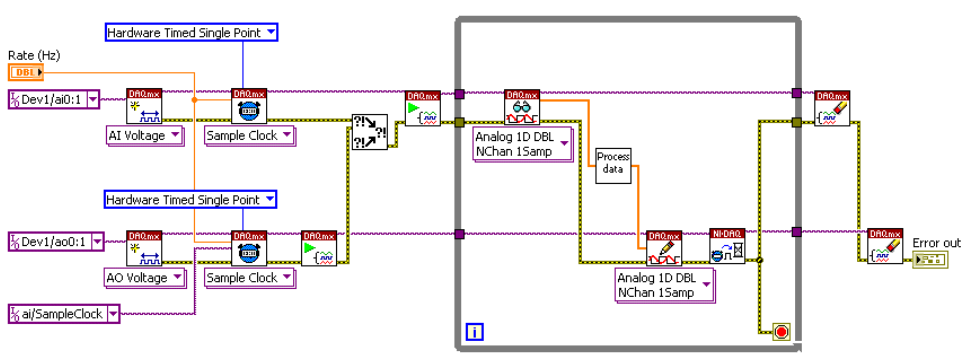 Hardware Timed Single Point
Rate (Hz)
DBL
Dev1/ai0:1
DAQmx
DAQmx
DAQmx
DAQmx
DAQmx
AI Voltage
Sample Clock
?!
?!
?!
Analog 1D DBL
NChan 1Samp
Process
data
Hardware Timed Single Point
Dev1/ao0:1
DAQmx
DAQmx
DAQmx
DAQmx
NI-DAQ
DAQmx
Error out
AO Voltage
Sample Clock
Analog 1D DBL
NChan 1Samp
ai/SampleClock
i